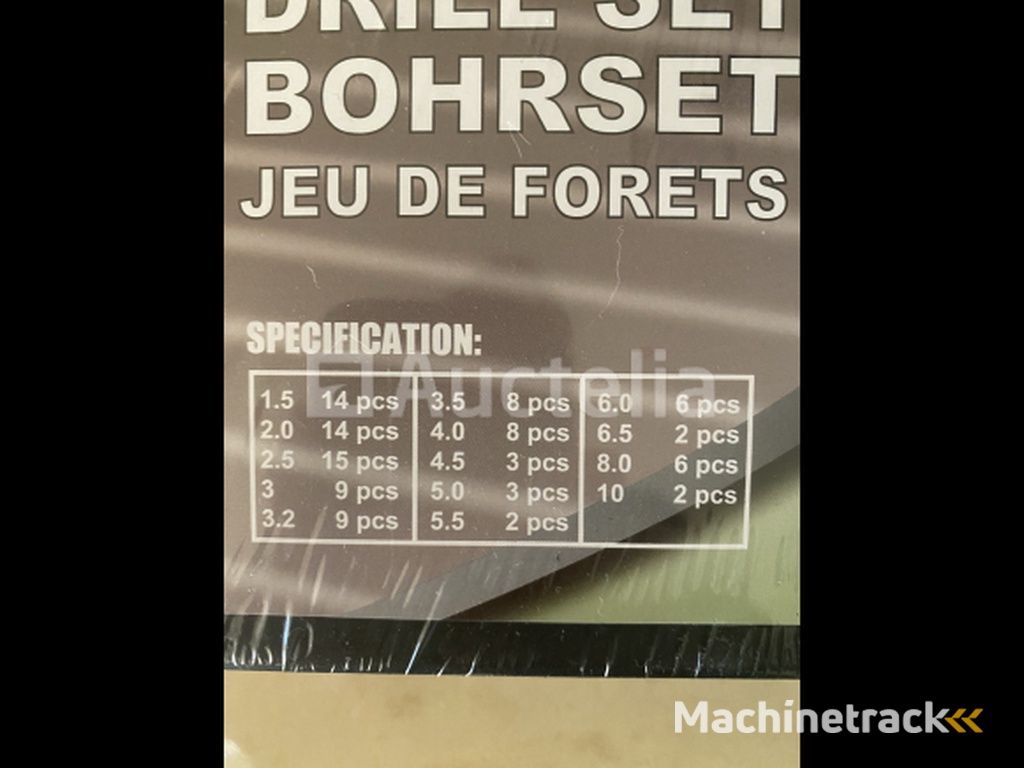 DRILL SET
BOHRSET
JEU DE FORETS
SPECIFICATION:
Auctelia
1.5 14 pcs 3.5 8 pcs 6.0 6 pcs
2.0 14 pcs 4.0 8 pcs 6.5 2 pcs
2.5 15 pcs 4.5 3 pcs 8.0 6 pcs
3 9 pcs 5.0 3 pcs 10 2 pcs
3.2 9 pcs 5.5 2 pcs
Machinetrack